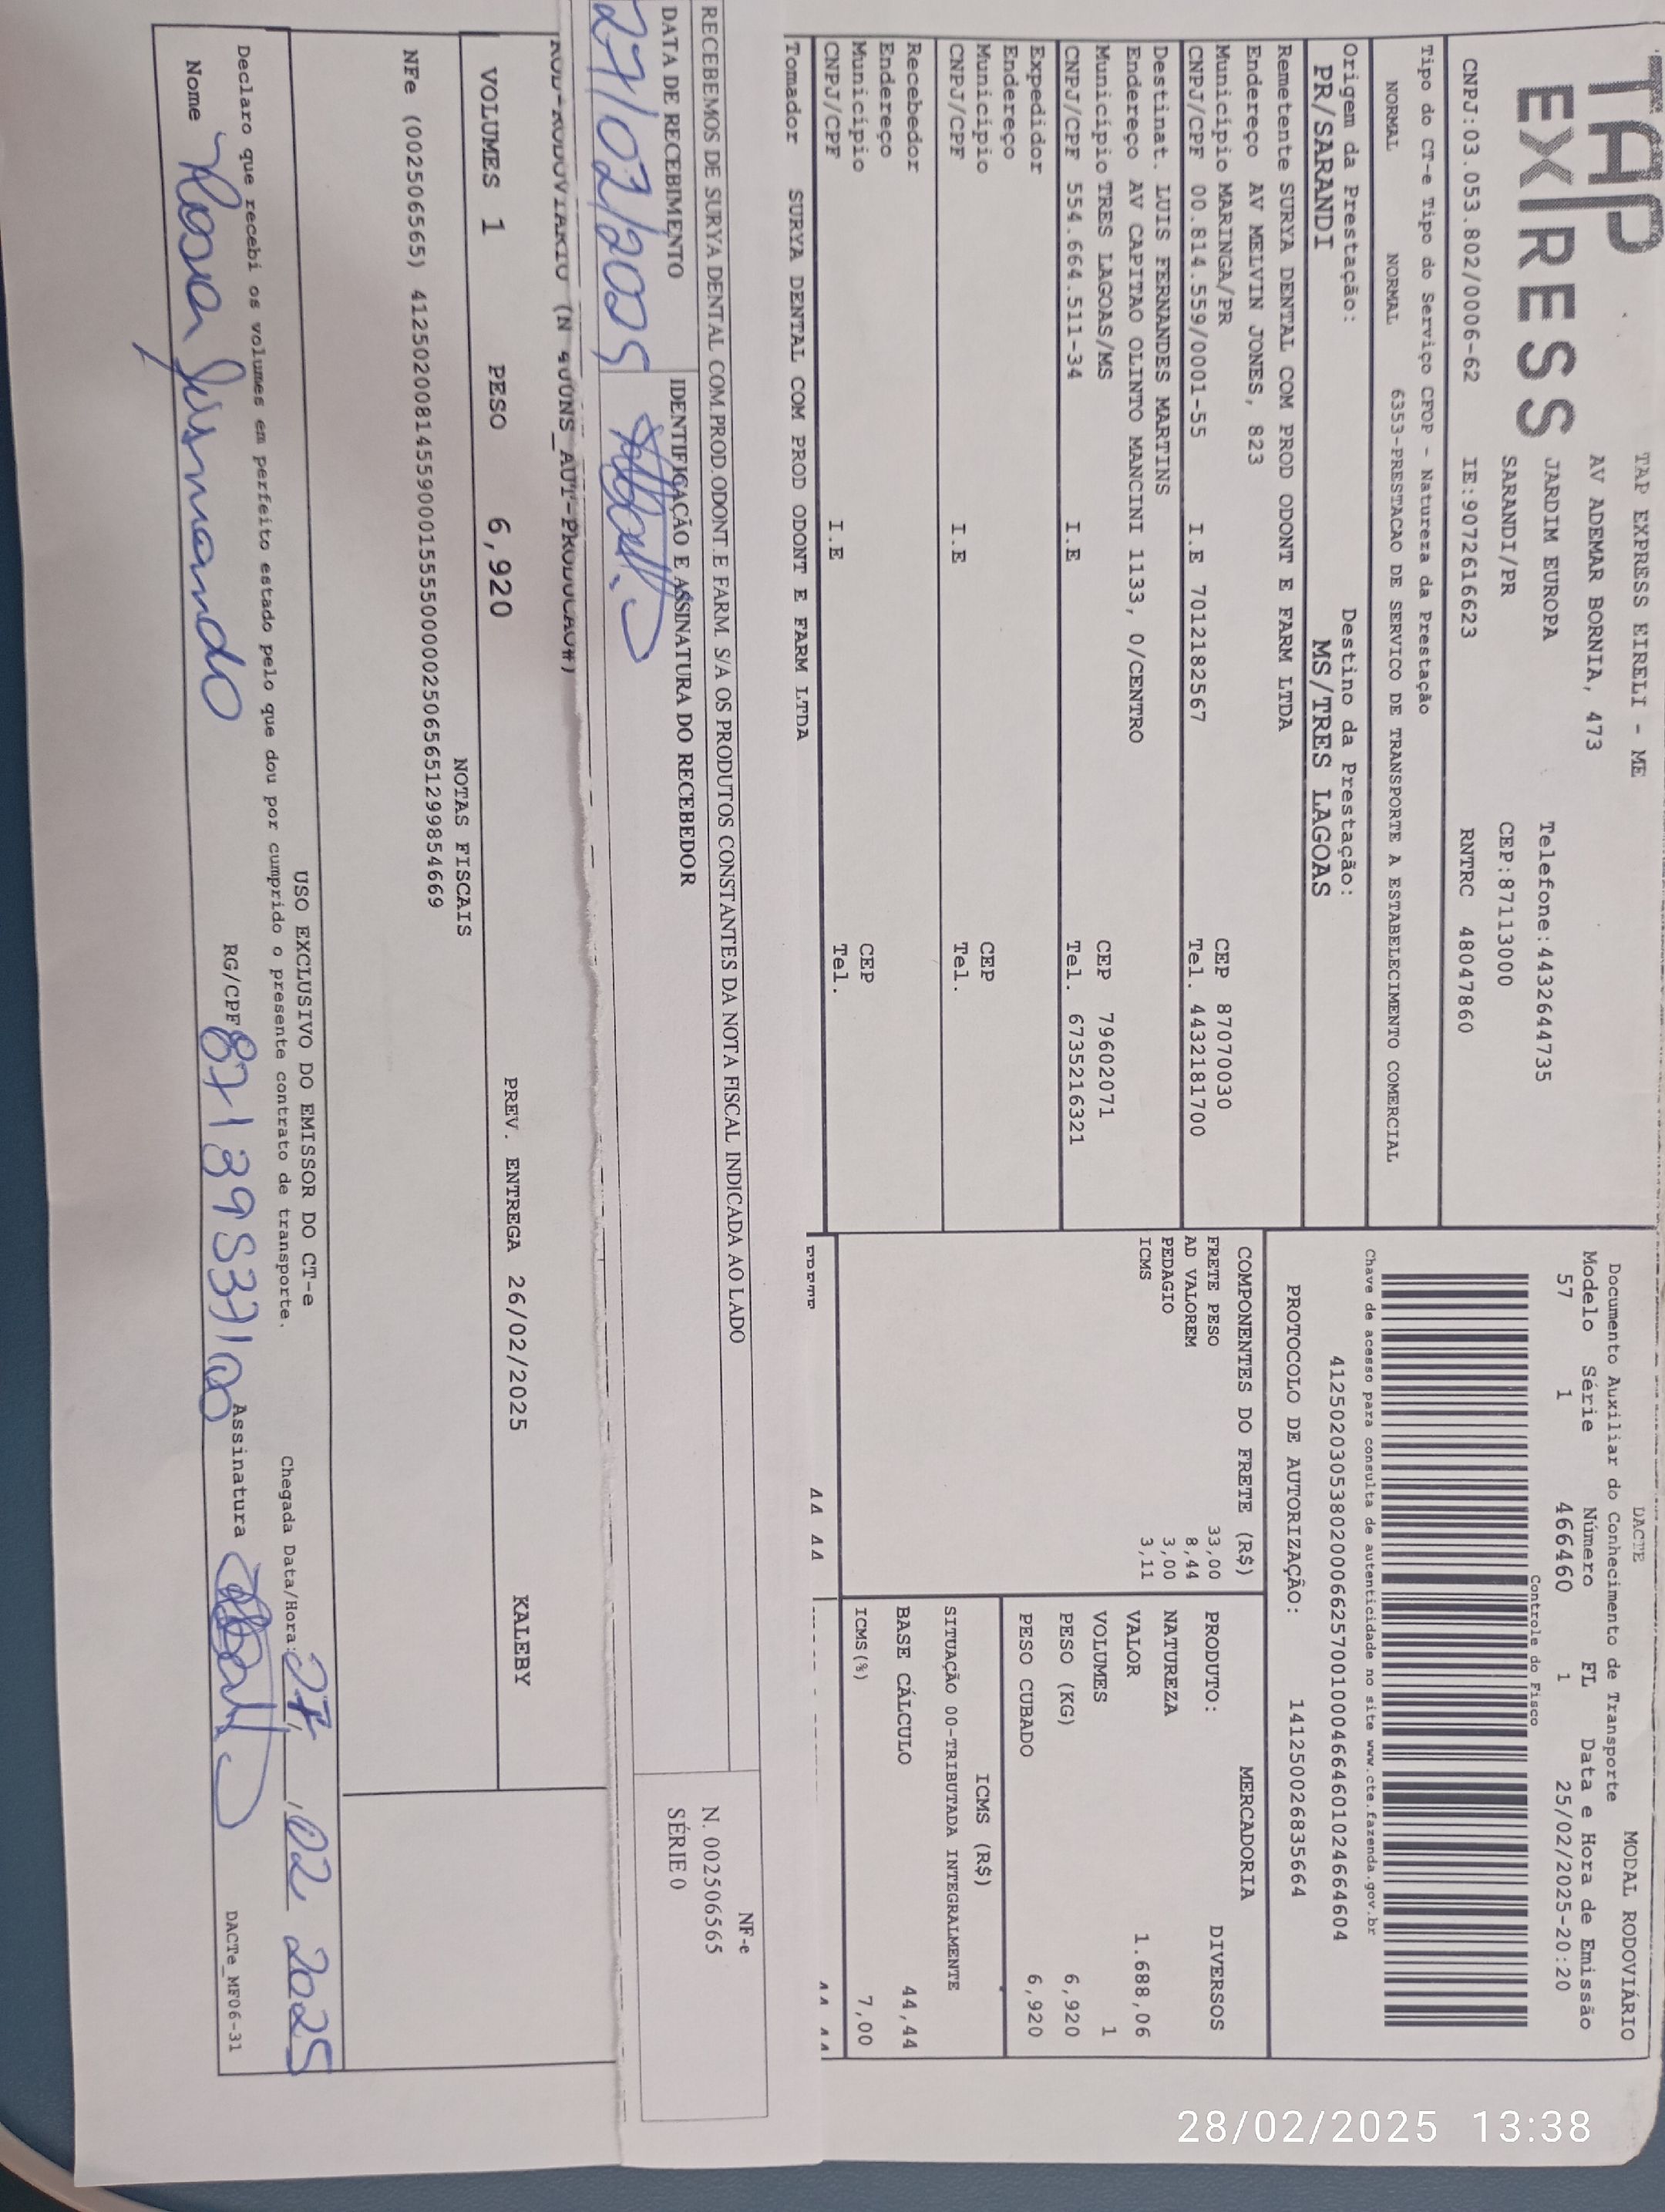 TAP
EXPRESS
TAP EXPRESS EIRELI - ME
AV ADEMAR BORNIA, 473
JARDIM EUROPA Telefone:4432644735
SARANDI/PR CEP:87113000
CNPJ:03.053.802/0006-62 IE:9072616623 RNTRC 48047860
Tipo do CT-e Tipo do Serviço CFOP - Natureza da Prestação
NORMAL NORMAL 6353-PRESTACAO DE SERVICO DE TRANSPORTE A ESTABELECIMENTO COMERCIAL
Origem da Prestação: Destino da Prestação:
PR/SARANDI MS/TRES LAGOAS
DACTE MODAL RODOVIÁRIO
Documento Auxiliar do Conhecimento de Transporte
Modelo Série Número FL Data e Hora de Emissão
57 1 466460 1 25/02/2025-20:20
Controle do Fisco
Chave de acesso para consulta de autenticidade no site www.cte.fazenda.gov.br
41250203053802000662570010004664601024664604
PROTOCOLO DE AUTORIZAÇÃO: 141250026835664
Remetente SURYA DENTAL COM PROD ODONT E FARM LTDA
Endereço AV MELVIN JONES, 823
Município MARINGA/PR CEP 87070030
CNPJ/CPF 00.814.559/0001-55 I.E 7012182567 Tel. 4432181700
Destinat. LUIS FERNANDES MARTINS
Endereço AV CAPITAO OLINTO MANCINI 1133, 0/CENTRO
Município TRES LAGOAS/MS CEP 79602071
CNPJ/CPF 554.664.511-34 I.E Tel. 6735216321
Expedidor
Endereço
Município CEP
CNPJ/CPF I.E Tel.
Recebedor
Endereço
Município CEP
CNPJ/CPF I.E Tel.
Tomador SURYA DENTAL COM PROD ODONT E FARM LTDA
COMPONENTES DO FRETE (R$)
FRETE PESO 33,00
AD VALOREM 8,44
PEDAGIO 3,00
ICMS 3,11
MERCADORIA
PRODUTO: DIVERSOS
NATUREZA
VALOR 1.688,06
VOLUMES 1
PESO (KG) 6,920
PESO CUBADO 6,920
ICMS (R$)
SITUAÇÃO 00-TRIBUTADA INTEGRALMENTE
BASE CÁLCULO 44,44
ICMS(%) 7,00
RECEBEMOS DE SURYA DENTAL COM.PROD.ODONT.E FARM. S/A OS PRODUTOS CONSTANTES DA NOTA FISCAL INDICADA AO LADO
DATA DE RECEBIMENTO IDENTIFICAÇÃO E ASSINATURA DO RECEBEDOR
27/02/2005
NF-e
N. 002506565
SÉRIE 0
VOLUMES 1 PESO 6,920 PREV. ENTREGA 26/02/2025 KALEBY
NOTAS FISCAIS
NFe (002506565) 41250200814559000155550000025065651299854669
USO EXCLUSIVO DO EMISSOR DO CT-e
Declaro que recebi os volumes em perfeito estado pelo que dou por cumprido o presente contrato de transporte.
Chegada Data/Hora: 27, 02 2025
Nome RG/CPF Assinatura
DACTe_MF06-31
28/02/2025 13:38